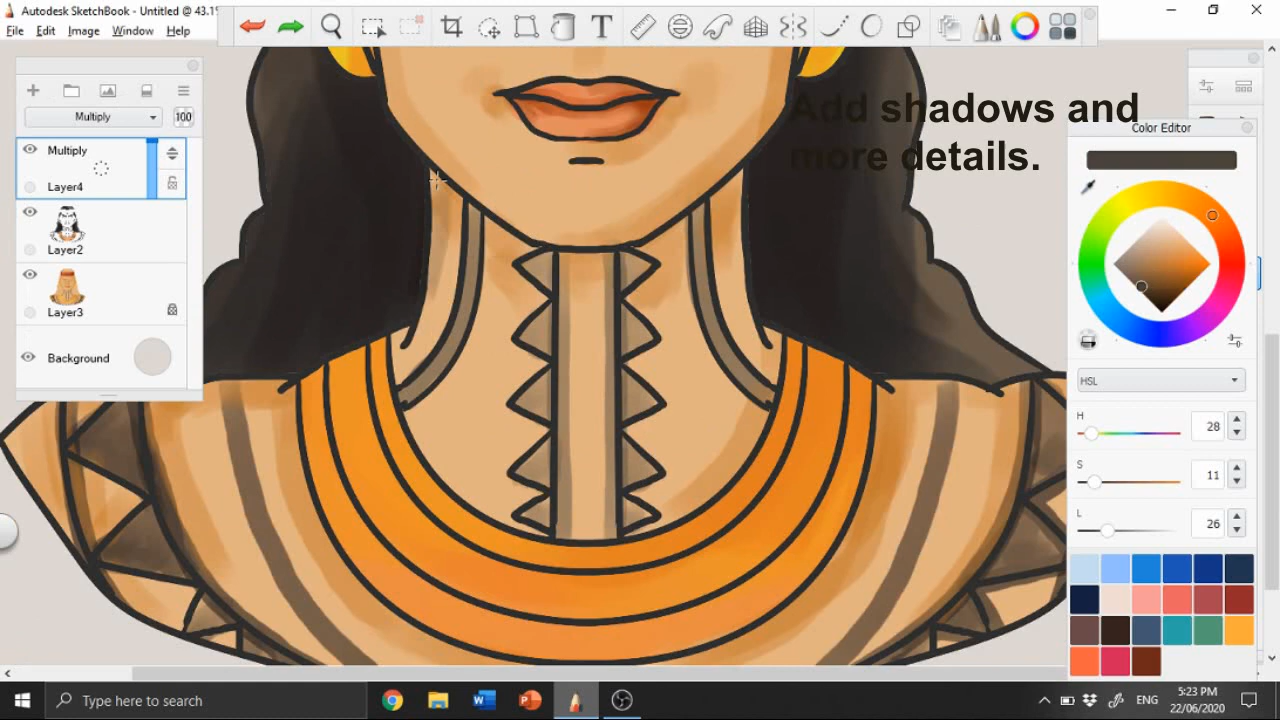 Autodesk SketchBook - Untitled @ 43.1
File Edit Image Window Help
Multiply
100
Multiply
Layer4
Layer2
Layer3
Background
Add shadows and
more details.
Color Editor
HSL
H 28
S 11
L 26
Type here to search
ENG
5:23 PM
22/06/2020